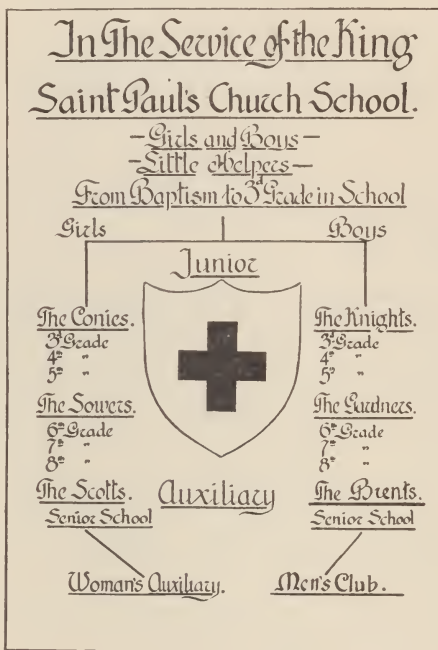 In The Service of the King
Saint Paul's Church School.
—Girls and Boys—
—Little Helpers—
From Baptism to 3ᵈ Grade in School
Girls Boys
Junior
The Conies. The Knights.
3ᵈ Grade 3ᵈ Grade
4ᵗʰ " 4ᵗʰ "
5ᵗʰ " 5ᵗʰ "
The Sowers. The Gardners.
6ᵗʰ Grade 6ᵗʰ Grade
7ᵗʰ " 7ᵗʰ "
8ᵗʰ " 8ᵗʰ "
The Scotts. Auxiliary The Brents.
Senior School Senior School
Woman's Auxiliary. Men's Club.